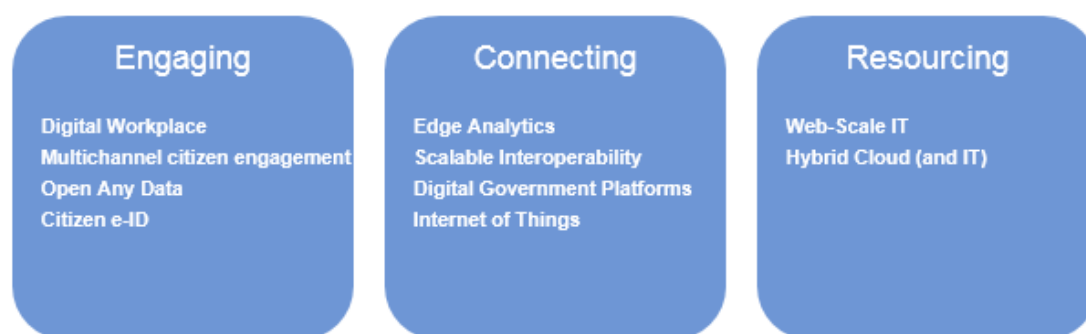 Engaging
Digital Workplace
Multichannel citizen engagement
Open Any Data
Citizen e-ID
Connecting
Edge Analytics
Scalable Interoperability
Digital Government Platforms
Internet of Things
Resourcing
Web-Scale IT
Hybrid Cloud (and IT)